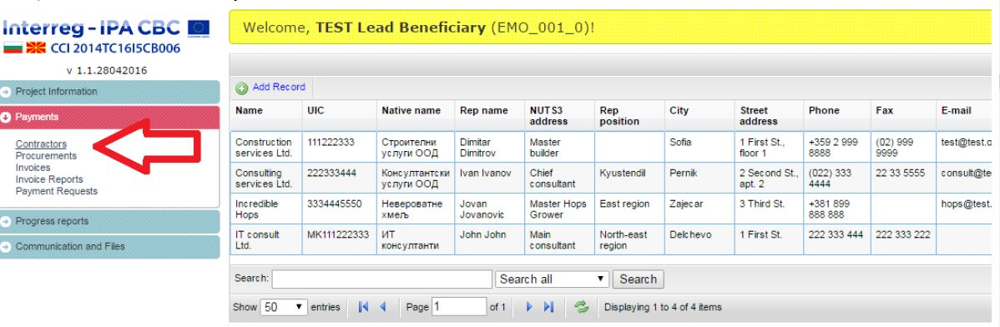 Interreg - IPA CBC
CCI 2014TC16I5CB006
v 1.1.28042016
Project Information
Payments
Contractors
Procurements
Invoices
Invoice Reports
Payment Requests
Progress reports
Communication and Files
Welcome, TEST Lead Beneficiary (EMO_001_0)!
Add Record
Name UIC Native name Rep name NUTS3 address Rep position City Street address Phone Fax E-mail
Construction services Ltd. 111222333 Строителни услуги ООД Dimitar Dimitrov Master builder Sofia 1 First St., floor 1 +359 2 999 8888 (02) 999 9999 test@test.o
Consulting services Ltd. 222333444 Консултантски услуги ООД Ivan Ivanov Chief consultant Kyustendil Pernik 2 Second St., apt. 2 (022) 333 4444 22 33 5555 consult@te
Incredible Hops 3334445550 Невероватне хмељ Jovan Jovanovic Master Hops Grower East region Zajecar 3 Third St. +381 899 888 888 hops@test.
IT consult Ltd. MK111222333 ИТ консултанти John John Main consultant North-east region Delchevo 1 First St. 222 333 444 222 333 222
Search: Search all Search
Show 50 entries Page 1 of 1 Displaying 1 to 4 of 4 items